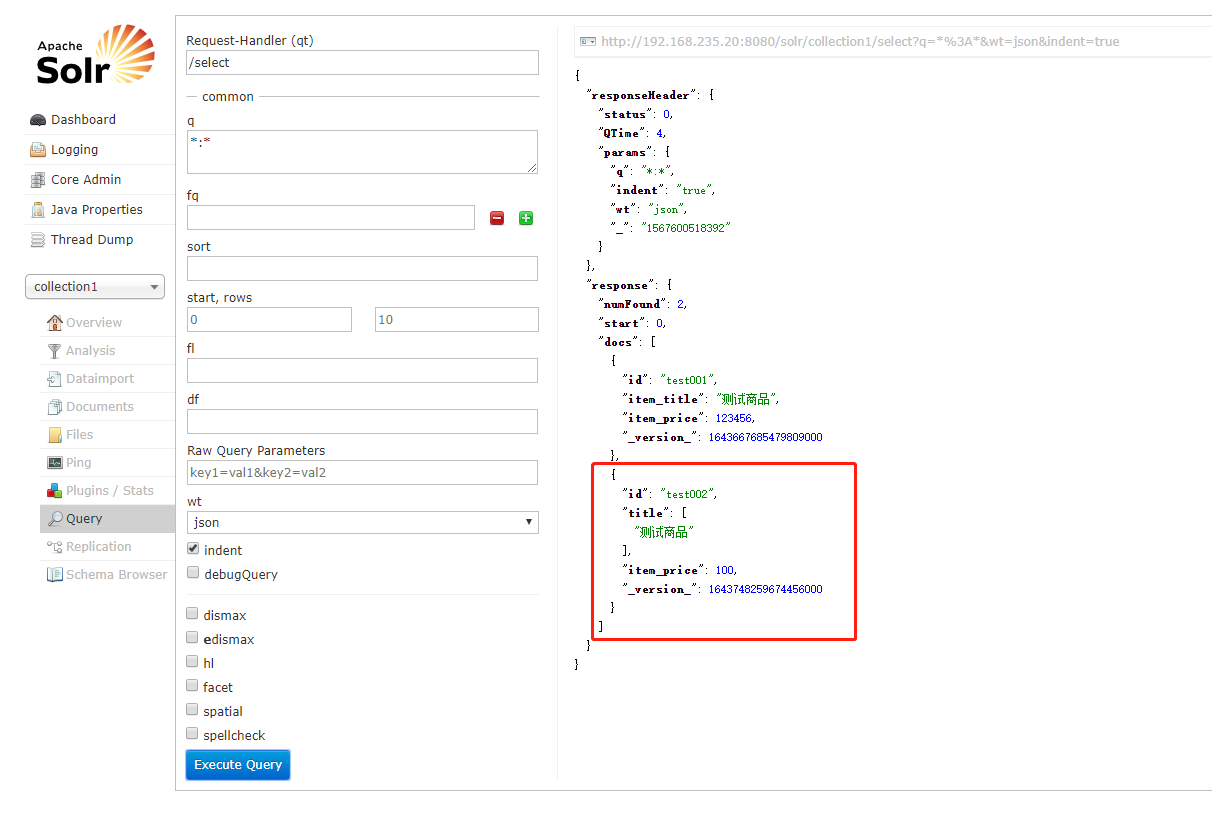 Apache
Solr
Dashboard
Logging
Core Admin
Java Properties
Thread Dump
collection1
Overview
Analysis
Dataimport
Documents
Files
Ping
Plugins / Stats
Query
Replication
Schema Browser
Request-Handler (qt)
/select
common
q
*:*
fq
sort
start, rows
0
10
fl
df
Raw Query Parameters
key1=val1&key2=val2
wt
json
indent
debugQuery
dismax
edismax
hl
facet
spatial
spellcheck
Execute Query
http://192.168.235.20:8080/solr/collection1/select?q=*%3A*&wt=json&indent=true
{
"responseHeader": {
"status": 0,
"QTime": 4,
"params": {
"q": "*:*",
"indent": "true",
"wt": "json",
"_": "1567600518392"
}
},
"response": {
"numFound": 2,
"start": 0,
"docs": [
{
"id": "test001",
"item_title": "测试商品",
"item_price": 123456,
"_version_": 1643667685479809000
},
{
"id": "test002",
"title": [
"测试商品"
],
"item_price": 100,
"_version_": 1643748259674456000
}
]
}
}